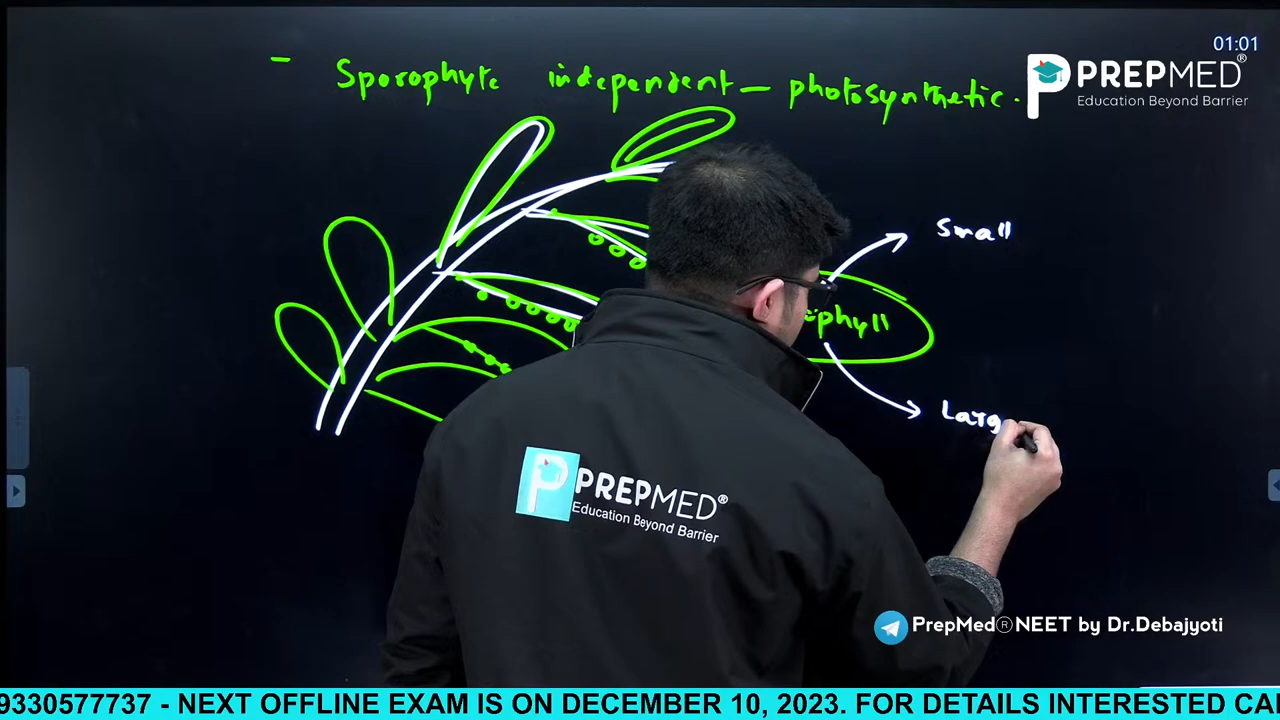 01:01
PREPMED®
Education Beyond Barrier
- Sporophyte independent — photosynthetic.
Small
phyll
Larg
PREPMED®
Education Beyond Barrier
PrepMed®NEET by Dr.Debajyoti
9330577737 - NEXT OFFLINE EXAM IS ON DECEMBER 10, 2023. FOR DETAILS INTERESTED CA